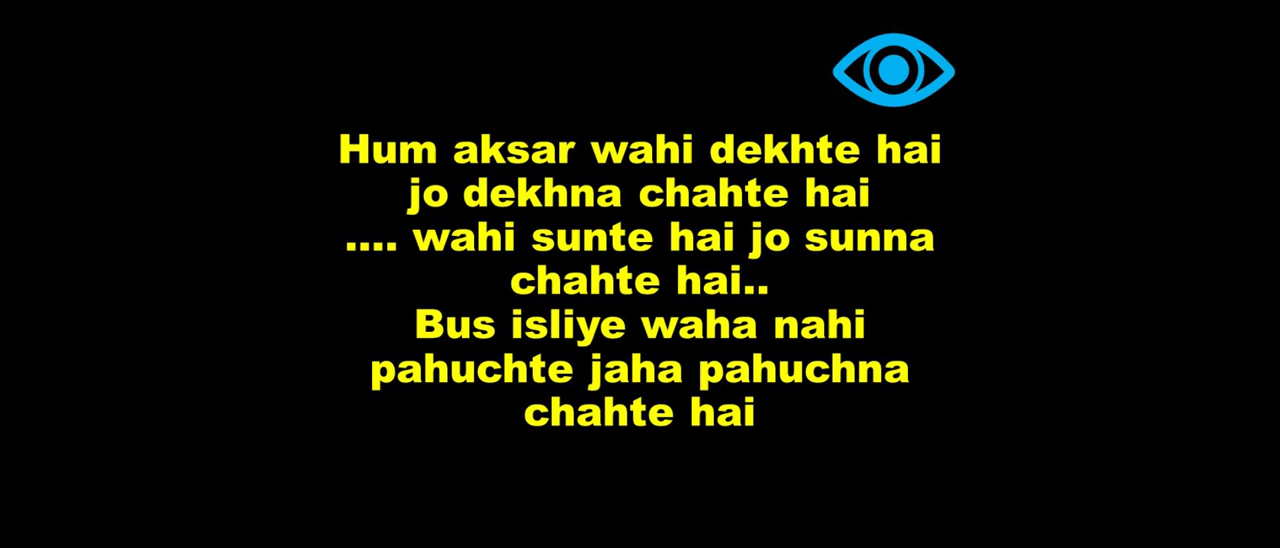 Hum aksar wahi dekhte hai
jo dekhna chahte hai
.... wahi sunte hai jo sunna
chahte hai..
Bus isliye waha nahi
pahuchte jaha pahuchna
chahte hai